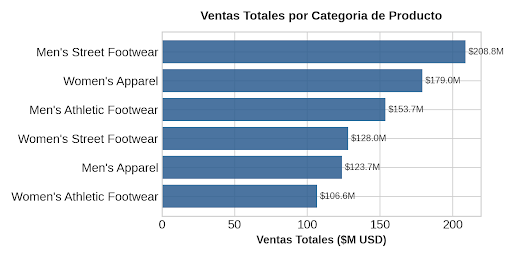 Ventas Totales por Categoria de Producto
Men's Street Footwear $208.8M
Women's Apparel $179.0M
Men's Athletic Footwear $153.7M
Women's Street Footwear $128.0M
Men's Apparel $123.7M
Women's Athletic Footwear $106.6M
0 50 100 150 200
Ventas Totales ($M USD)